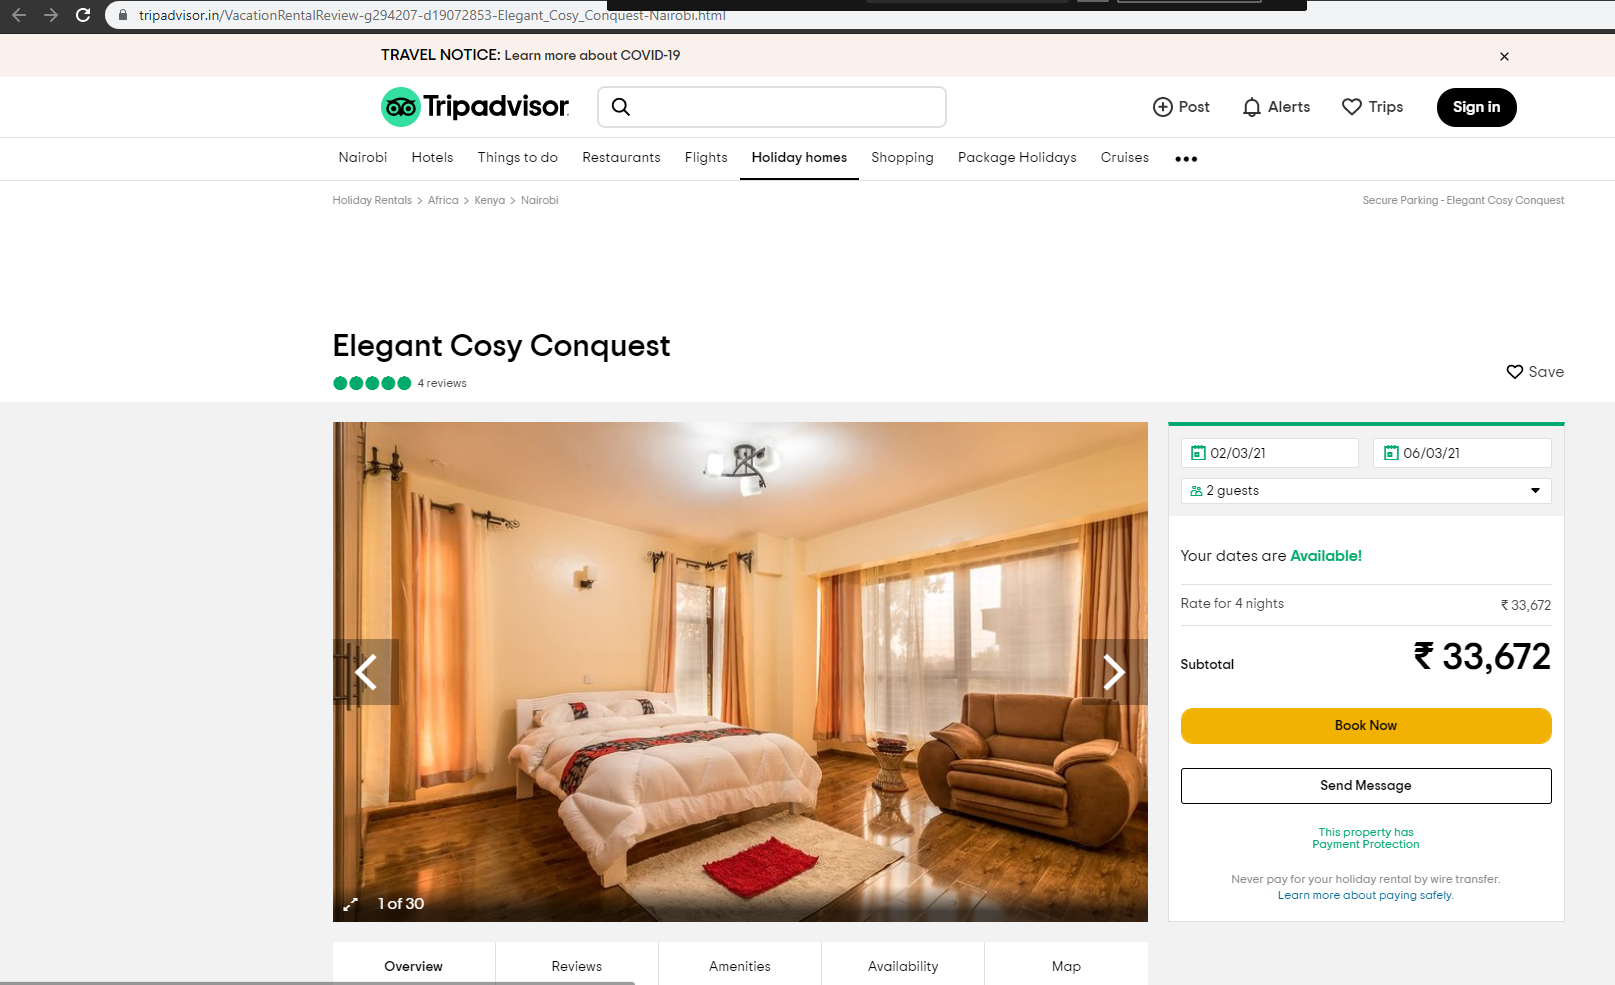 tripadvisor.in/VacationRentalReview-g294207-d19072853-Elegant_Cosy_Conquest-Nairobi.html
TRAVEL NOTICE: Learn more about COVID-19
Tripadvisor
Post
Alerts
Trips
Sign in
Nairobi
Hotels
Things to do
Restaurants
Flights
Holiday homes
Shopping
Package Holidays
Cruises
Holiday Rentals > Africa > Kenya > Nairobi
Secure Parking - Elegant Cosy Conquest
Elegant Cosy Conquest
4 reviews
Save
02/03/21
06/03/21
2 guests
Your dates are Available!
Rate for 4 nights
₹ 33,672
Subtotal
₹ 33,672
Book Now
Send Message
This property has
Payment Protection
Never pay for your holiday rental by wire transfer.
Learn more about paying safely.
1 of 30
Overview
Reviews
Amenities
Availability
Map